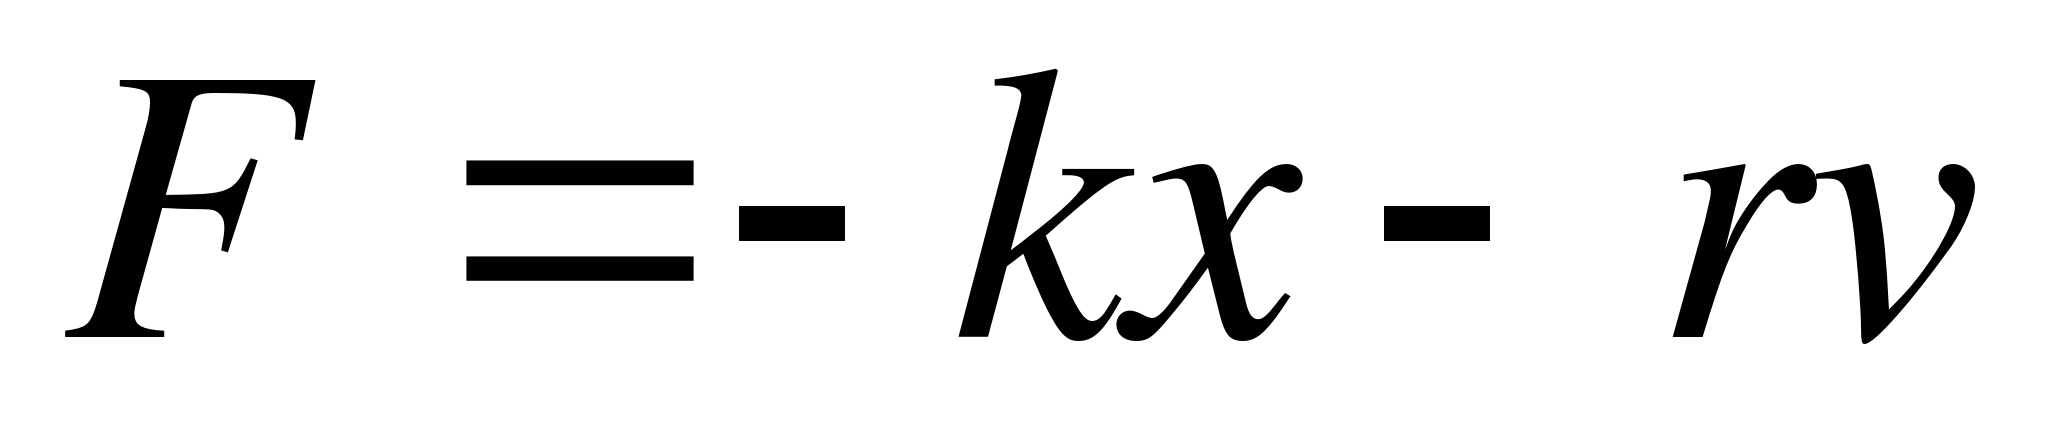 F = - kx - rv